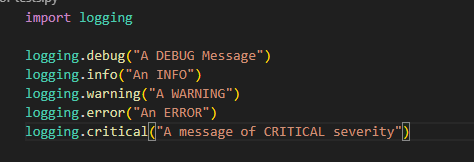 import logging
logging.debug("A DEBUG Message")
logging.info("An INFO")
logging.warning("A WARNING")
logging.error("An ERROR")
logging.critical("A message of CRITICAL severity")